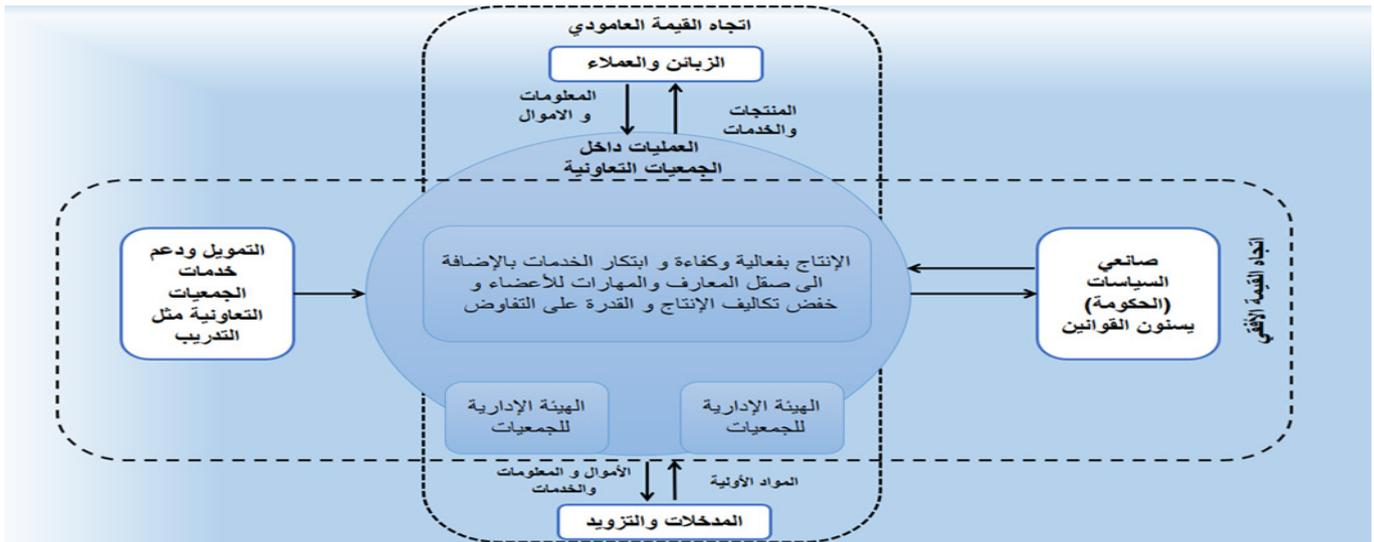 اتجاه القيمة العامودي
الزبائن والعملاء
المعلومات
و الاموال
المنتجات
والخدمات
العمليات داخل
الجمعيات التعاونية
صانعي
السياسات
(الحكومة)
يسنون القوانين
اتجاه القيمة الأفقي
الإنتاج بفعالية وكفاءة و ابتكار الخدمات بالإضافة
الى صقل المعارف والمهارات للأعضاء و
خفض تكاليف الإنتاج و القدرة على التفاوض
التمويل ودعم
خدمات
الجمعيات
التعاونية مثل
التدريب
الهيئة الإدارية
للجمعيات
الهيئة الإدارية
للجمعيات
المواد الأولية
الأموال و المعلومات
والخدمات
المدخلات والتزويد